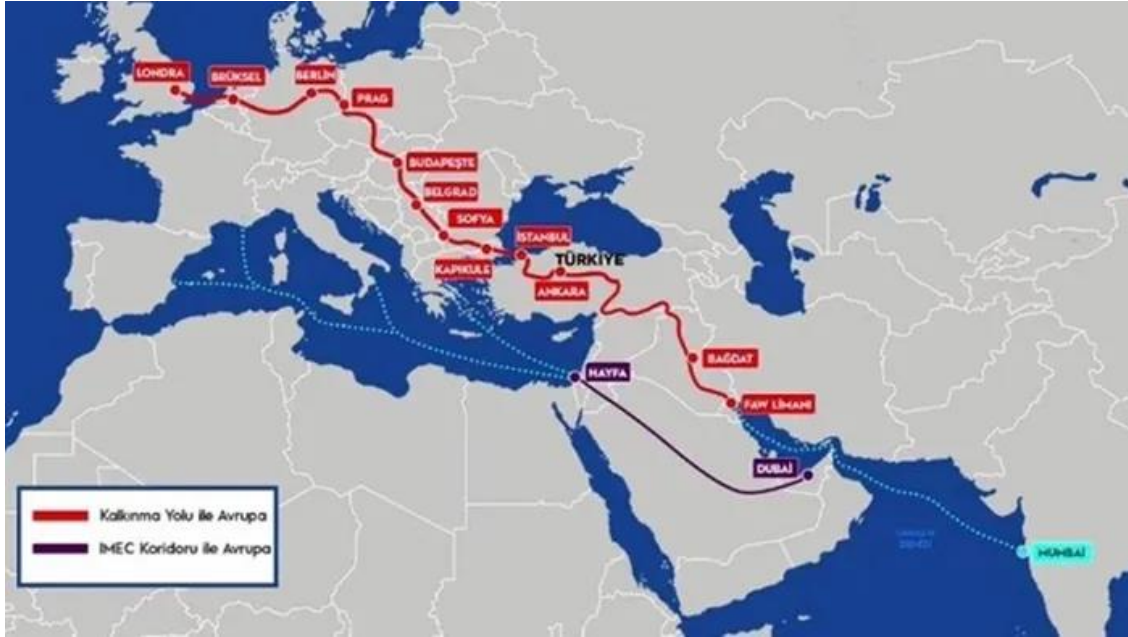 LONDRA
BRÜKSEL
BERLİN
PRAG
BUDAPEŞTE
BELGRAD
SOFYA
İSTANBUL
KAPIKULE
TÜRKİYE
ANKARA
BAĞDAT
HAYFA
FAW LİMANI
DUBAİ
MUMBAİ
Kalkınma Yolu ile Avrupa
IMEC Koridoru ile Avrupa